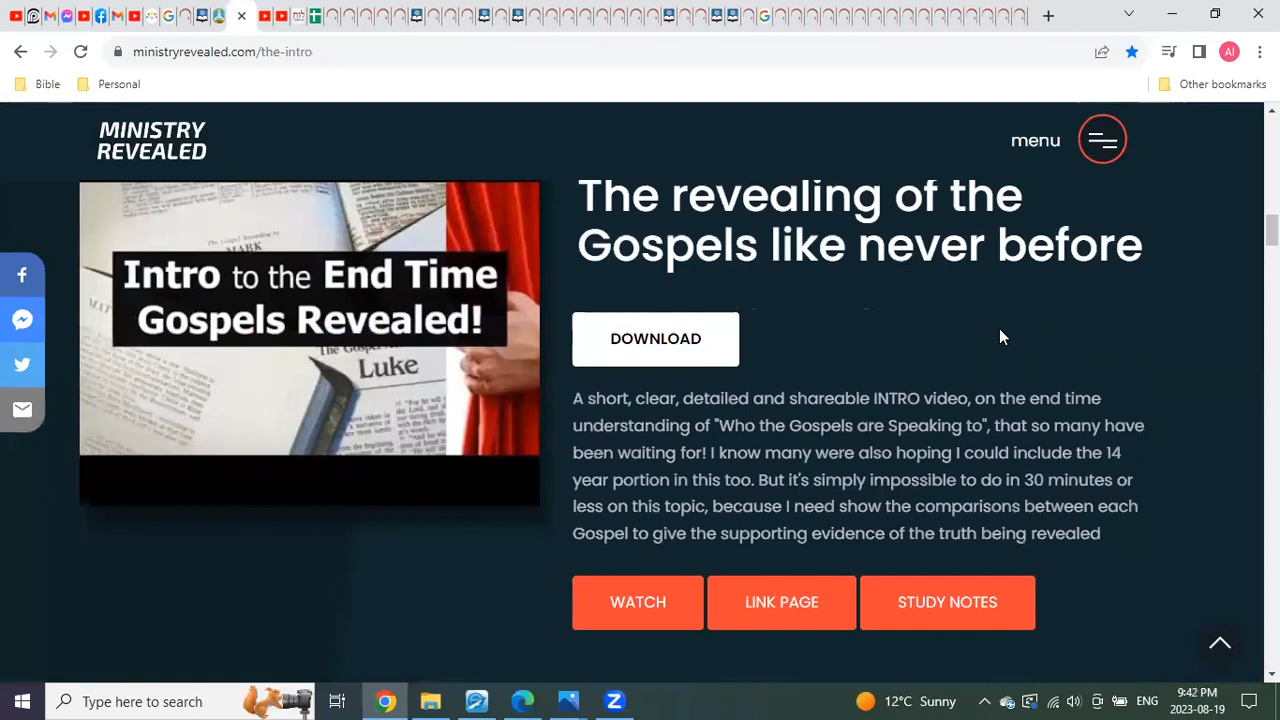 ministryrevealed.com/the-intro
AI
Bible
Personal
Other bookmarks
MINISTRY
REVEALED
menu
The revealing of the
Gospels like never before
MARK
Intro to the End Time
Gospels Revealed!
The Gospel
Luke
DOWNLOAD
A short, clear, detailed and shareable INTRO video, on the end time
understanding of "Who the Gospels are Speaking to", that so many have
been waiting for! I know many were also hoping I could include the 14
year portion in this too. But it's simply impossible to do in 30 minutes or
less on this topic, because I need show the comparisons between each
Gospel to give the supporting evidence of the truth being revealed
WATCH
LINK PAGE
STUDY NOTES
Type here to search
12°C Sunny
ENG
9:42 PM
2023-08-19